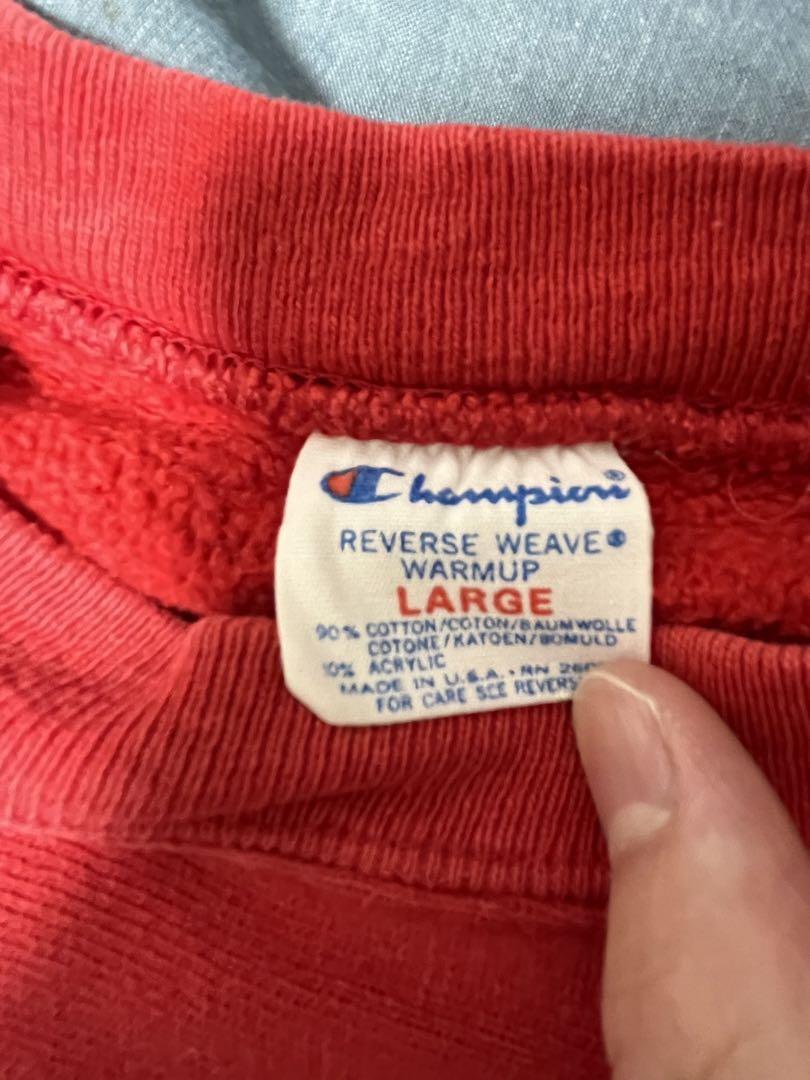 Champion®
REVERSE WEAVE®
WARMUP
LARGE
90% COTTON/COTON/BAUMWOLLE
COTONE/KATOEN/BOMULD
10% ACRYLIC
MADE IN U.S.A. · RN
FOR CARE SEE